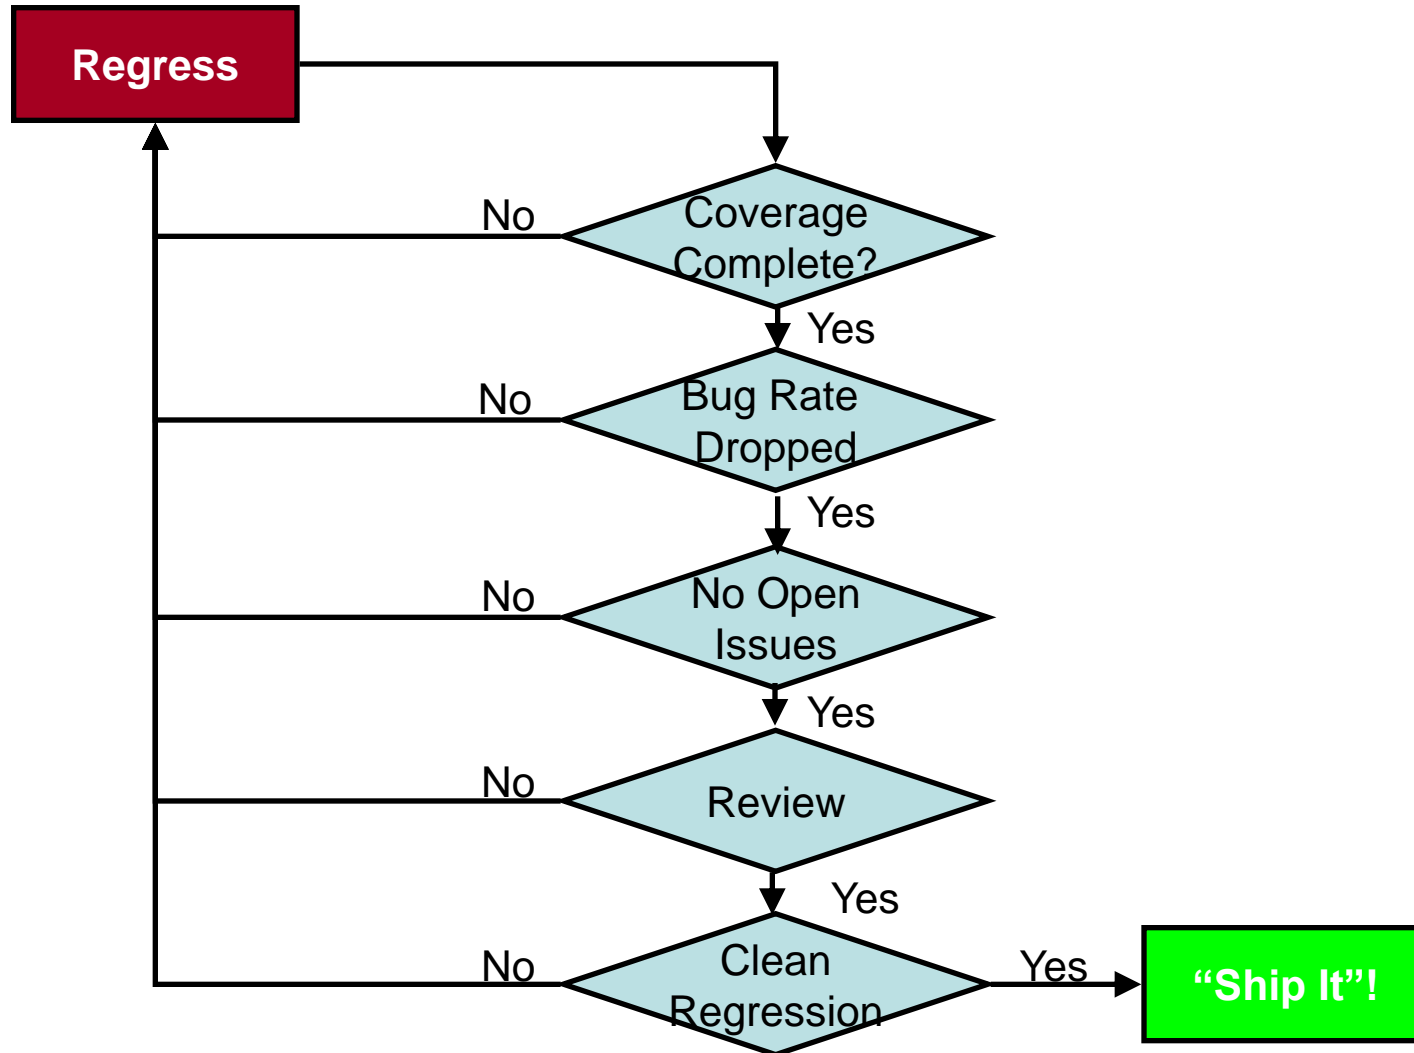 Regress
No
Coverage
Complete?
Yes
No
Bug Rate
Dropped
Yes
No
No Open
Issues
Yes
No
Review
Yes
No
Clean
Regression
Yes
“Ship It”!